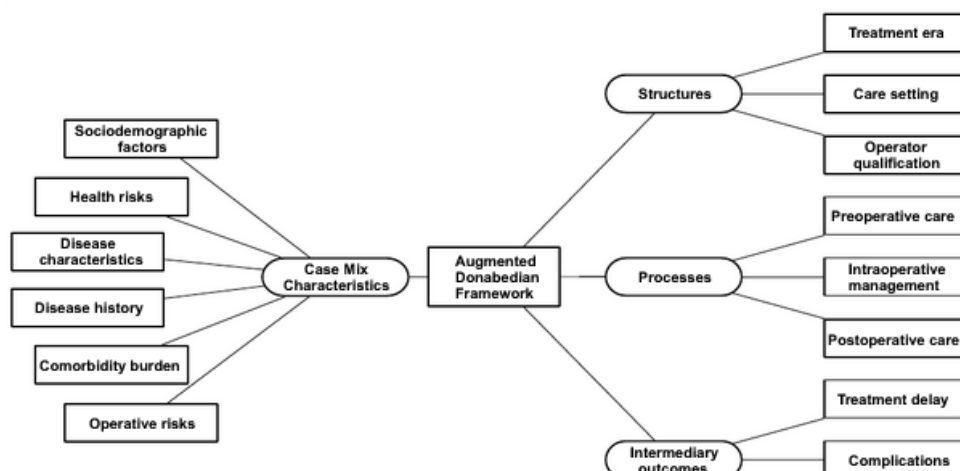 Treatment era
Structures
Care setting
Operator
qualification
Sociodemographic
factors
Health risks
Disease
characteristics
Disease history
Comorbidity burden
Operative risks
Case Mix
Characteristics
Augmented
Donabedian
Framework
Preoperative care
Processes
Intraoperative
management
Postoperative care
Treatment delay
Intermediary
outcomes
Complications